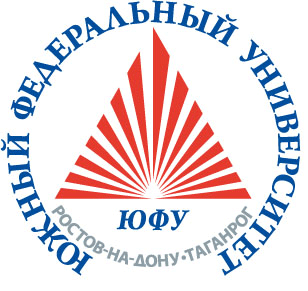 ЮЖНЫЙ ФЕДЕРАЛЬНЫЙ УНИВЕРСИТЕТ
ЮФУ
РОСТОВ-НА-ДОНУ•ТАГАНРОГ